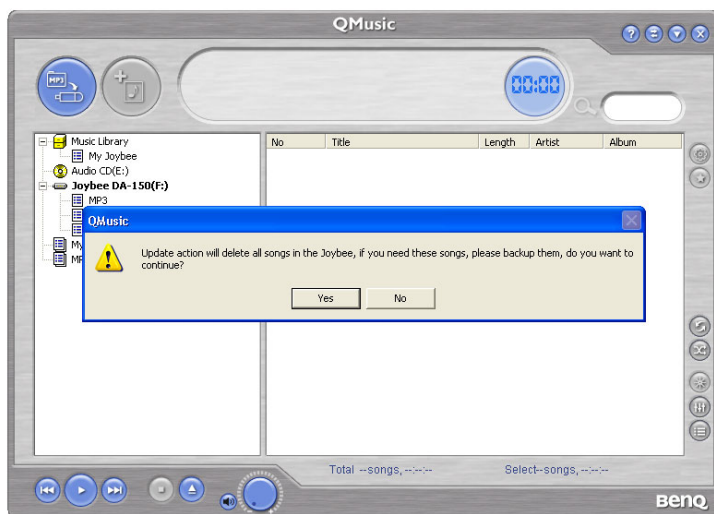 QMusic
MP3
00:00
Music Library
My Joybee
Audio CD(E:)
Joybee DA-150(F:)
MP3
No Title Length Artist Album
QMusic
Update action will delete all songs in the Joybee, if you need these songs, please backup them, do you want to
continue?
Yes No
Total --songs,--:--:--
Select--songs,--:--:--
BenQ